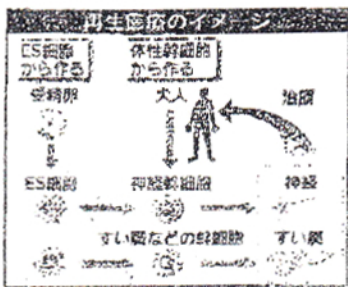 再生医療のイメージ
ES細胞から作る
体性幹細胞から作る
受精卵
大人
治療
ES細胞
神経幹細胞
神経
すい臓などの幹細胞
すい臓